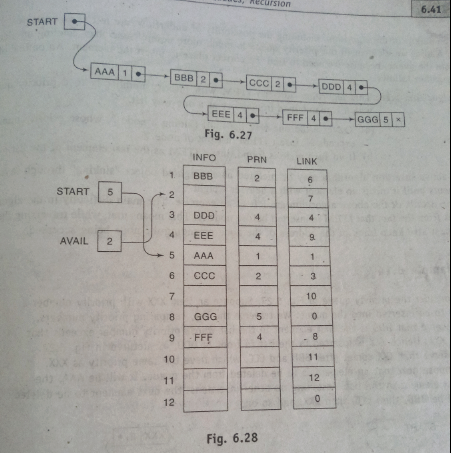 Recursion
6.41
START
AAA 1
BBB 2
CCC 2
DDD 4
EEE 4
FFF 4
GGG 5 ×
Fig. 6.27
INFO PRN LINK
1 BBB 2 6
START 5
2 7
3 DDD 4 4
AVAIL 2
4 EEE 4 9
5 AAA 1 1
6 CCC 2 3
7 10
8 GGG 5 0
9 FFF 4 8
10 11
11 12
12 0
Fig. 6.28